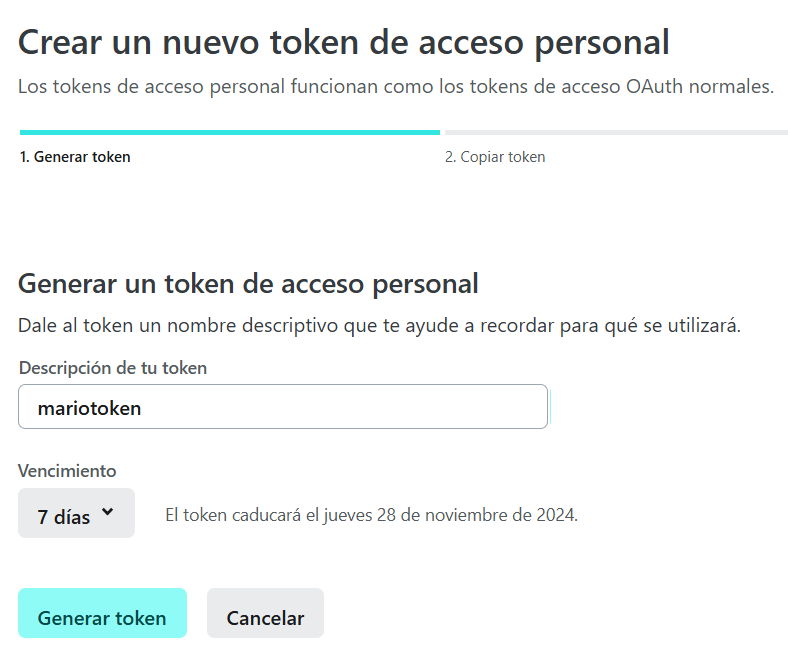 Crear un nuevo token de acceso personal
Los tokens de acceso personal funcionan como los tokens de acceso OAuth normales.
1. Generar token
2. Copiar token
Generar un token de acceso personal
Dale al token un nombre descriptivo que te ayude a recordar para qué se utilizará.
Descripción de tu token
mariotoken
Vencimiento
7 días
El token caducará el jueves 28 de noviembre de 2024.
Generar token
Cancelar